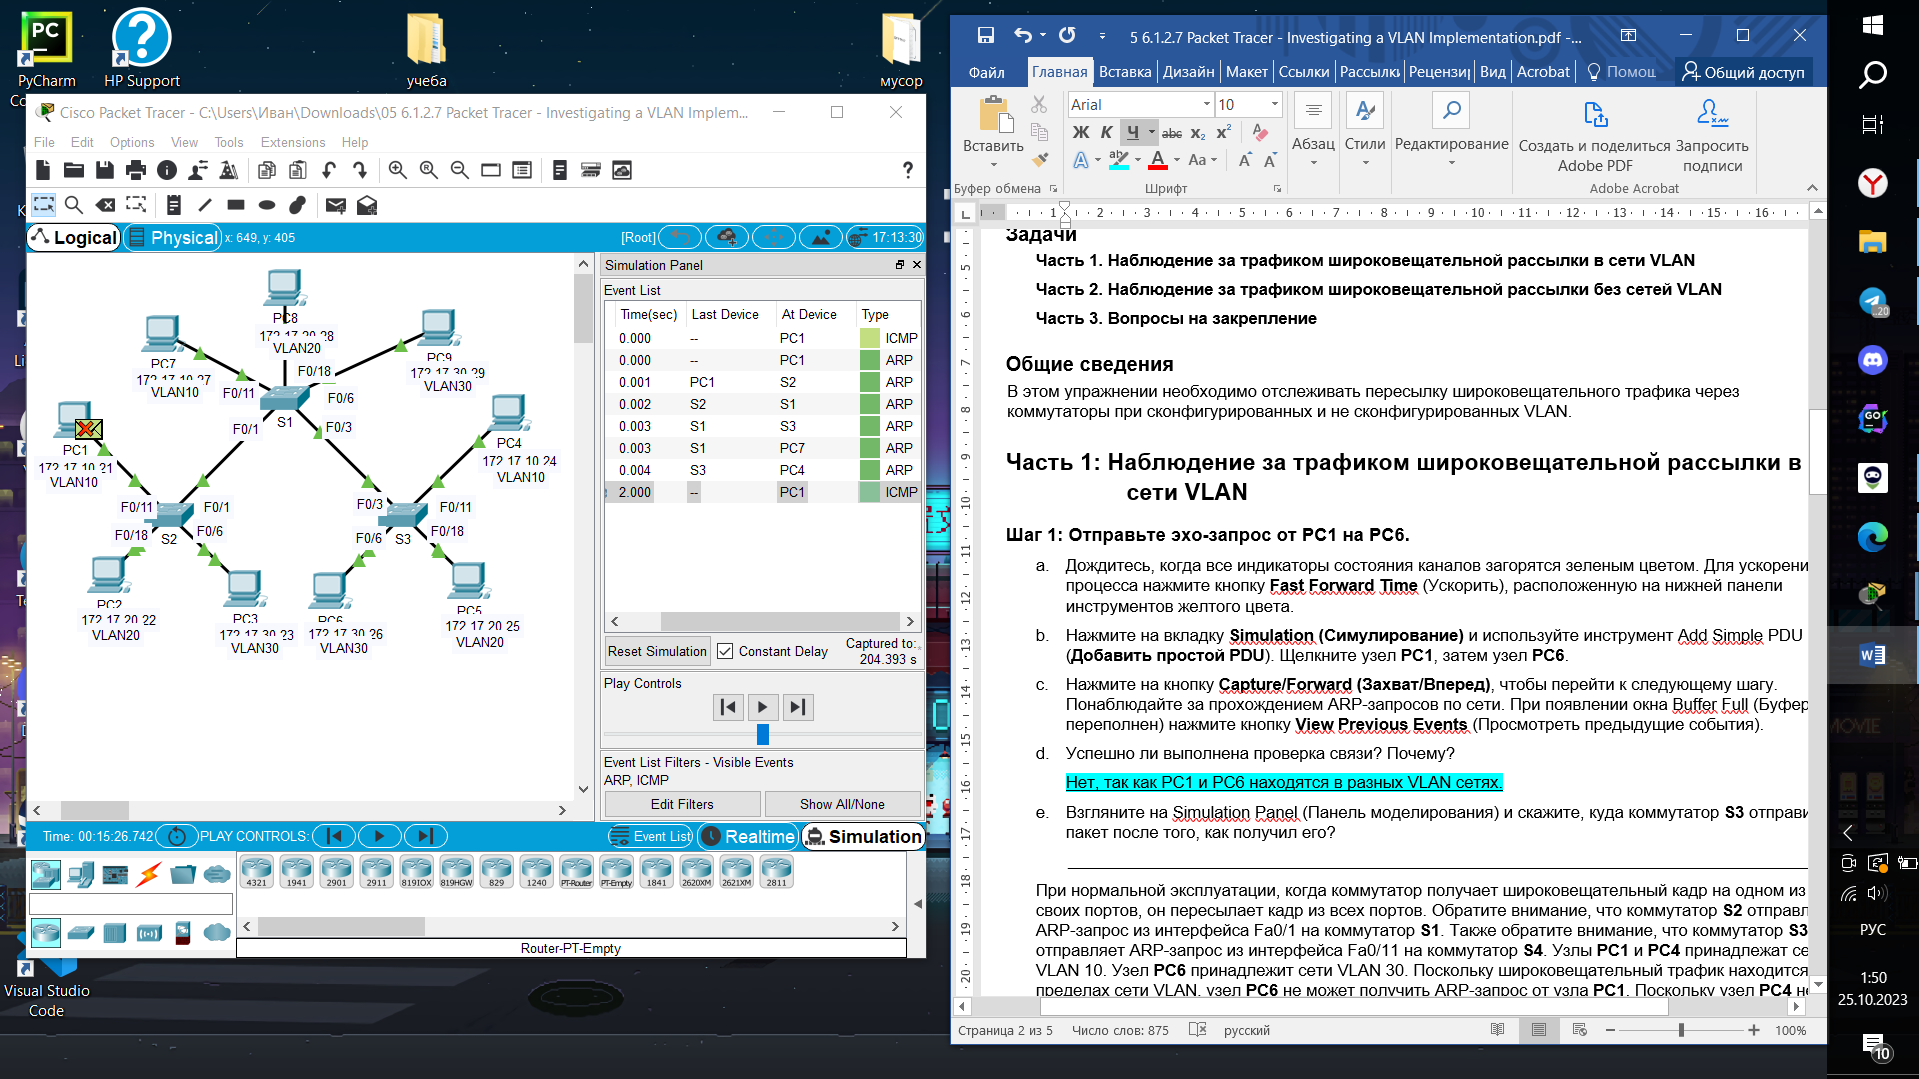 PyCharm
HP Support
учеба
мусор
Cisco Packet Tracer - C:\Users\Иван\Downloads\05 6.1.2.7 Packet Tracer - Investigating a VLAN Implem...
File Edit Options View Tools Extensions Help
Logical Physical x: 649, y: 405 [Root] 17:13:30
PC8
172.17.20.28
VLAN20
PC7
172.17.10.27
VLAN10
PC9
172.17.30.29
VLAN30
F0/18
F0/11
F0/6
S1
F0/1
F0/3
PC1
172.17.10.21
VLAN10
PC4
172.17.10.24
VLAN10
F0/11
F0/1
F0/3
F0/11
F0/18
F0/6
S2
F0/6
S3
F0/18
PC2
172.17.20.22
VLAN20
PC3
172.17.30.23
VLAN30
PC6
172.17.30.26
VLAN30
PC5
172.17.20.25
VLAN20
Simulation Panel
Event List
Time(sec) Last Device At Device Type
0.000 -- PC1 ICMP
0.000 -- PC1 ARP
0.001 PC1 S2 ARP
0.002 S2 S1 ARP
0.003 S1 S3 ARP
0.003 S1 PC7 ARP
0.004 S3 PC4 ARP
2.000 -- PC1 ICMP
Reset Simulation Constant Delay Captured to:
204.393 s
Play Controls
Event List Filters - Visible Events
ARP, ICMP
Edit Filters Show All/None
Time: 00:15:26.742 PLAY CONTROLS: Event List Realtime Simulation
4321 1941 2901 2911 819IOX 819HGW 829 1240 PT-Router PT-Empty 1841 2620XM 2621XM 2811
Router-PT-Empty
Visual Studio
Code
5 6.1.2.7 Packet Tracer - Investigating a VLAN Implementation.pdf -...
Файл Главная Вставка Дизайн Макет Ссылки Рассылки Рецензи Вид Acrobat Помощ Общий доступ
Вставить
Буфер обмена
Arial 10
Ж К Ч abc x₂ x²
A ab A Aa A A
Шрифт
Абзац
Стили
Редактирование
Создать и поделиться
Adobe PDF
Запросить
подписи
Adobe Acrobat
1 2 3 4 5 6 7 8 9 10 11 12 13 14 15 16
Задачи
Часть 1. Наблюдение за трафиком широковещательной рассылки в сети VLAN
Часть 2. Наблюдение за трафиком широковещательной рассылки без сетей VLAN
Часть 3. Вопросы на закрепление
Общие сведения
В этом упражнении необходимо отслеживать пересылку широковещательного трафика через
коммутаторы при сконфигурированных и не сконфигурированных VLAN.
Часть 1: Наблюдение за трафиком широковещательной рассылки в
сети VLAN
Шаг 1: Отправьте эхо-запрос от PC1 на PC6.
a. Дождитесь, когда все индикаторы состояния каналов загорятся зеленым цветом. Для ускорени
процесса нажмите кнопку Fast Forward Time (Ускорить), расположенную на нижней панели
инструментов желтого цвета.
b. Нажмите на вкладку Simulation (Симулирование) и используйте инструмент Add Simple PDU
(Добавить простой PDU). Щелкните узел PC1, затем узел PC6.
c. Нажмите на кнопку Capture/Forward (Захват/Вперед), чтобы перейти к следующему шагу.
Понаблюдайте за прохождением ARP-запросов по сети. При появлении окна Buffer Full (Буфер
переполнен) нажмите кнопку View Previous Events (Просмотреть предыдущие события).
d. Успешно ли выполнена проверка связи? Почему?
Нет, так как PC1 и PC6 находятся в разных VLAN сетях.
e. Взгляните на Simulation Panel (Панель моделирования) и скажите, куда коммутатор S3 отправи
пакет после того, как получил его?
При нормальной эксплуатации, когда коммутатор получает широковещательный кадр на одном из
своих портов, он пересылает кадр из всех портов. Обратите внимание, что коммутатор S2 отправл
ARP-запрос из интерфейса Fa0/1 на коммутатор S1. Также обратите внимание, что коммутатор S3
отправляет ARP-запрос из интерфейса Fa0/11 на коммутатор S4. Узлы PC1 и PC4 принадлежат се
VLAN 10. Узел PC6 принадлежит сети VLAN 30. Поскольку широковещательный трафик находится
пределах сети VLAN, узел PC6 не может получить ARP-запрос от узла PC1. Поскольку узел PC4 не
Страница 2 из 5 Число слов: 875 русский 100%
РУС
1:50
25.10.2023
10